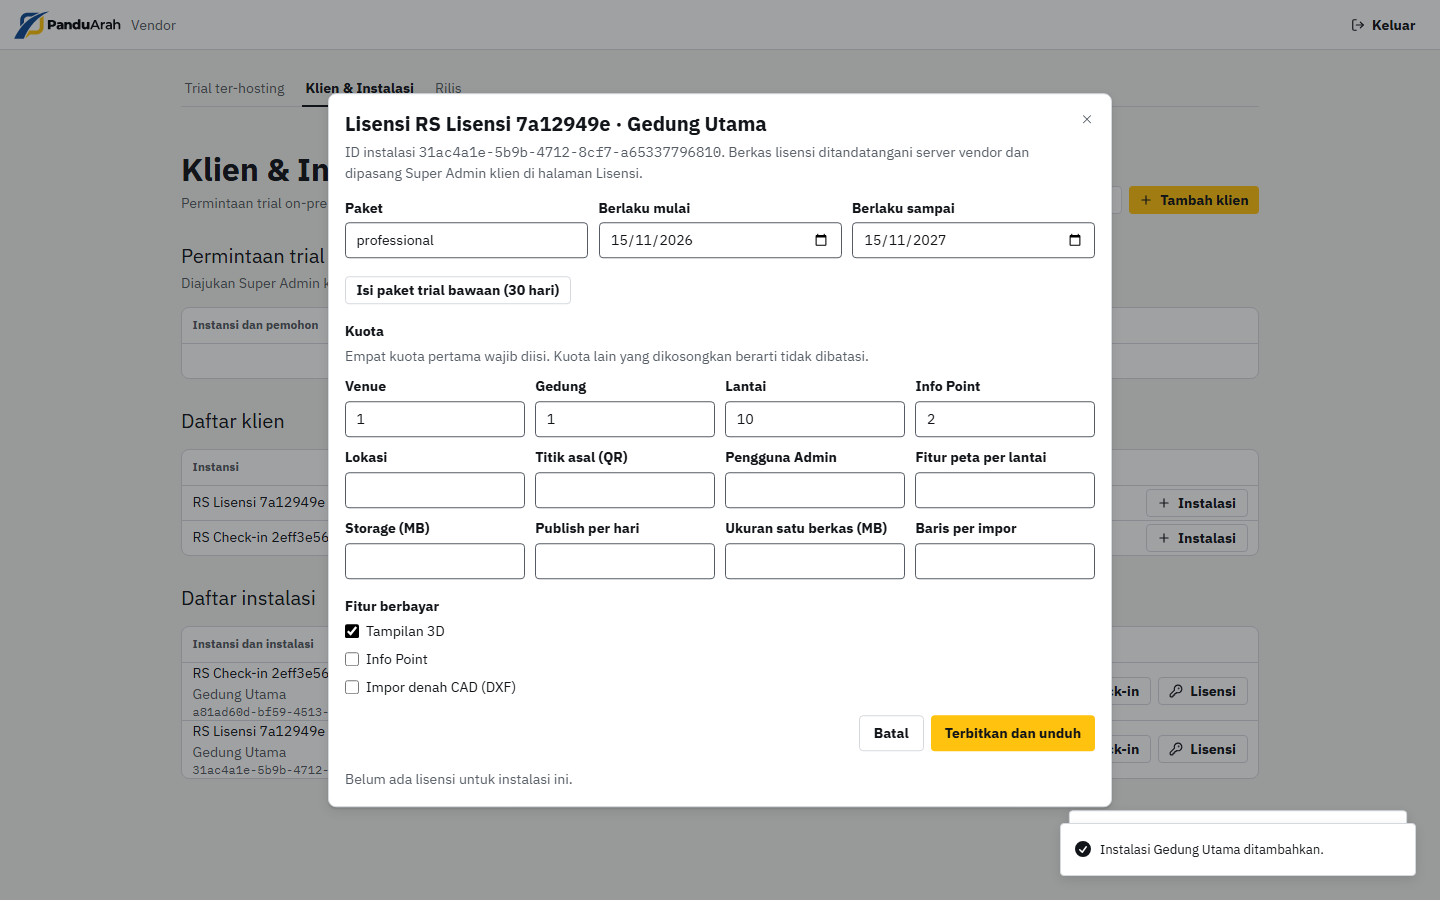 PanduArah Vendor
Keluar
Trial ter-hosting
Klien & Instalasi
Rilis
Klien & In
Permintaan trial on-pre
Tambah klien
Permintaan trial
Diajukan Super Admin k
Instansi dan pemohon
Daftar klien
Instansi
RS Lisensi 7a12949e
Instalasi
RS Check-in 2eff3e56
Instalasi
Daftar instalasi
Instansi dan instalasi
RS Check-in 2eff3e56
Gedung Utama
a81ad60d-bf59-4513-
ck-in
Lisensi
RS Lisensi 7a12949e
Gedung Utama
31ac4a1e-5b9b-4712-
ck-in
Lisensi
Lisensi RS Lisensi 7a12949e · Gedung Utama
ID instalasi 31ac4a1e-5b9b-4712-8cf7-a65337796810. Berkas lisensi ditandatangani server vendor dan
dipasang Super Admin klien di halaman Lisensi.
Paket
Berlaku mulai
Berlaku sampai
professional
15/11/2026
15/11/2027
Isi paket trial bawaan (30 hari)
Kuota
Empat kuota pertama wajib diisi. Kuota lain yang dikosongkan berarti tidak dibatasi.
Venue
Gedung
Lantai
Info Point
1
1
10
2
Lokasi
Titik asal (QR)
Pengguna Admin
Fitur peta per lantai
Storage (MB)
Publish per hari
Ukuran satu berkas (MB)
Baris per impor
Fitur berbayar
Tampilan 3D
Info Point
Impor denah CAD (DXF)
Batal
Terbitkan dan unduh
Belum ada lisensi untuk instalasi ini.
Instalasi Gedung Utama ditambahkan.